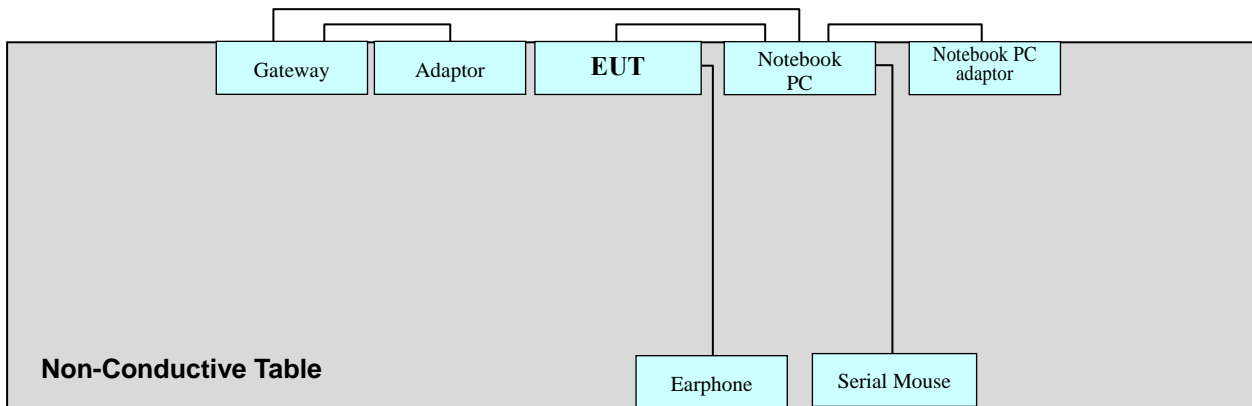 Gateway
Adaptor
EUT
Notebook
PC
Notebook PC
adaptor
Non-Conductive Table
Earphone
Serial Mouse